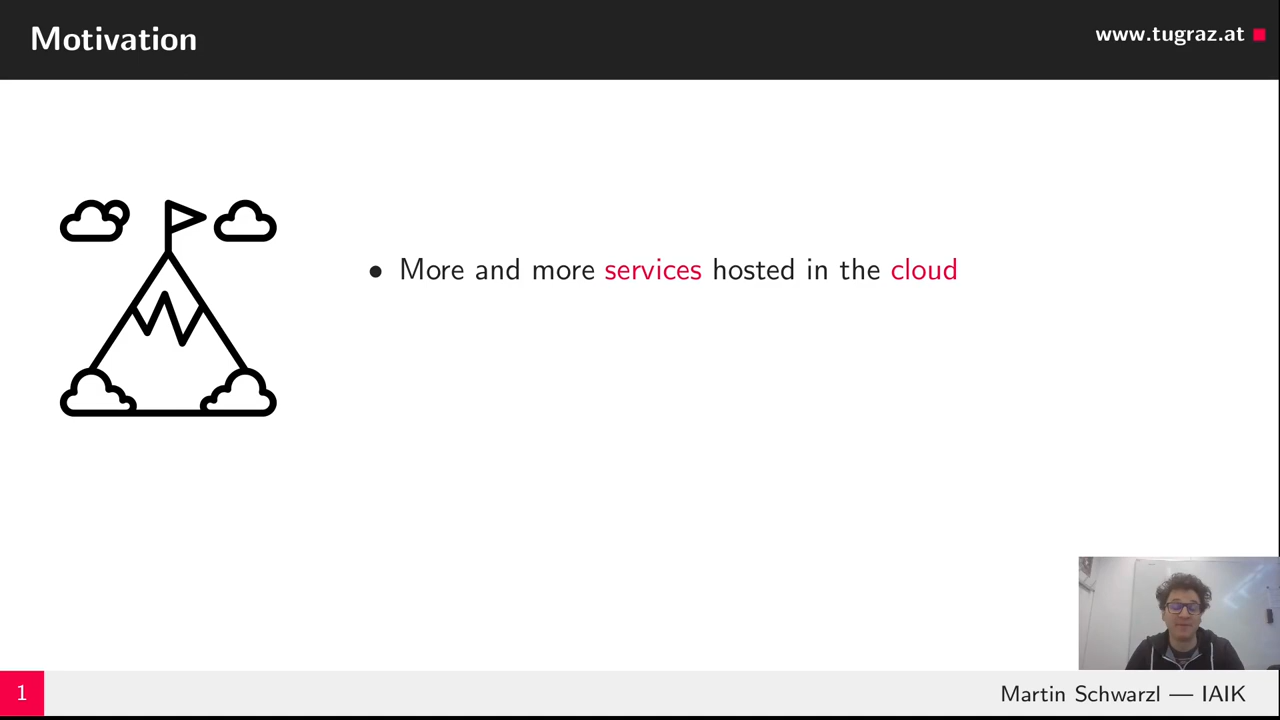 Motivation
www.tugraz.at
• More and more services hosted in the cloud
1
Martin Schwarzl — IAIK